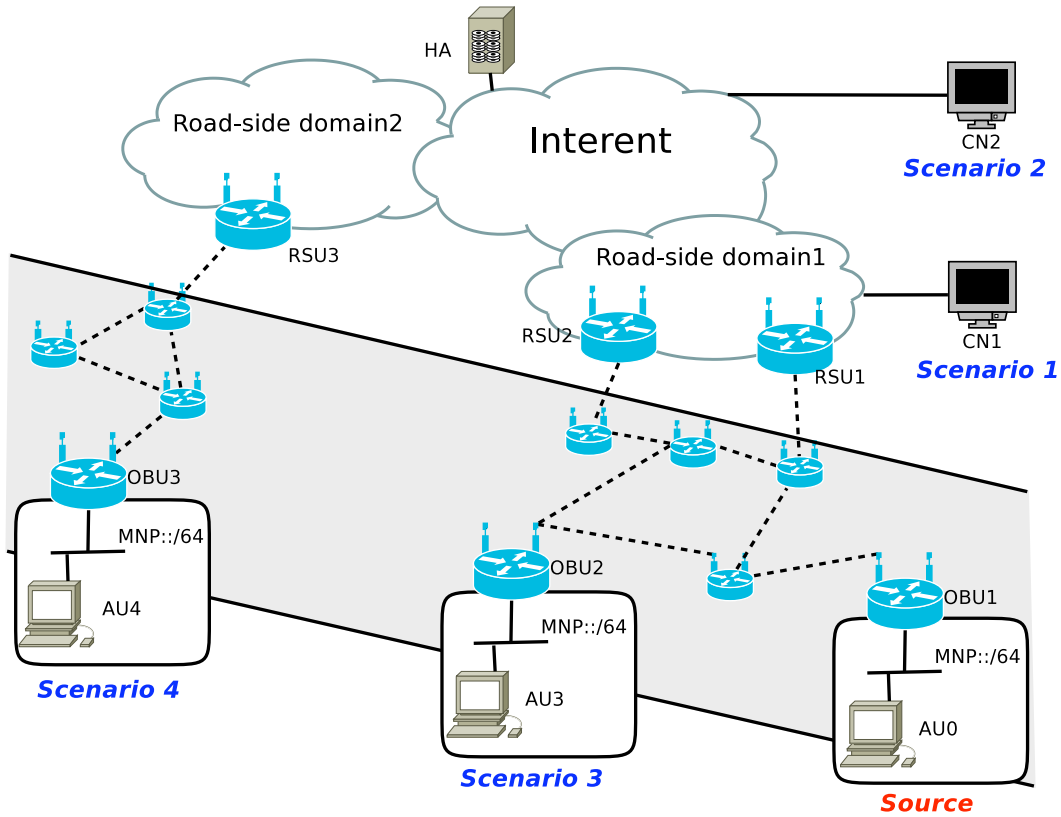 HA
Road-side domain2
Interent
CN2
Scenario 2
RSU3
Road-side domain1
RSU2
RSU1
CN1
Scenario 1
OBU3
MNP::/64
AU4
Scenario 4
OBU2
MNP::/64
AU3
Scenario 3
OBU1
MNP::/64
AU0
Source